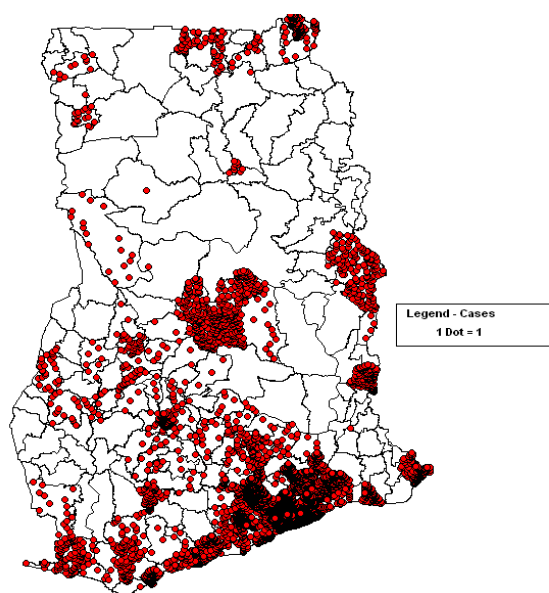 Legend - Cases
1 Dot = 1